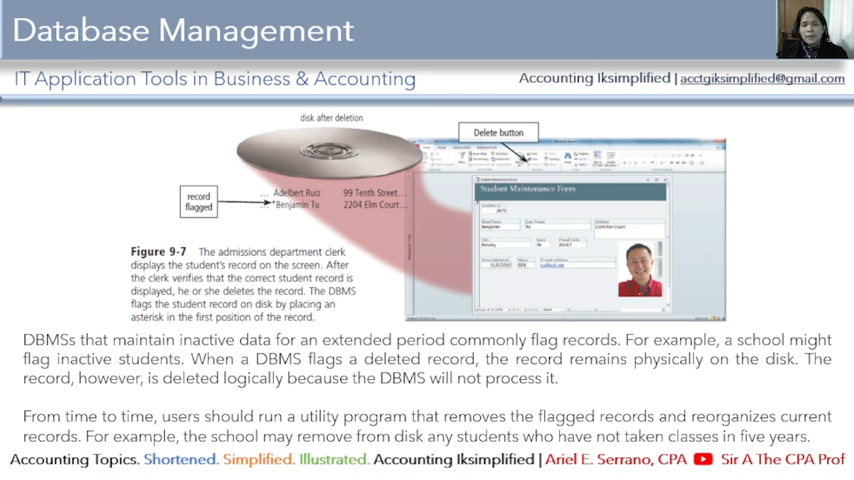 Database Management
IT Application Tools in Business & Accounting
Accounting Iksimplified | acctgiksimplified@gmail.com
disk after deletion
Delete button
record
flagged
... Adelbert Ruiz 99 Tenth Street...
... *Benjamin Tu 2204 Elm Court...
Student Maintenance Form
Benjamin
Tu
2204 Elm Court
Figure 9-7 The admissions department clerk
displays the student's record on the screen. After
the clerk verifies that the correct student record is
displayed, he or she deletes the record. The DBMS
flags the student record on disk by placing an
asterisk in the first position of the record.
DBMSs that maintain inactive data for an extended period commonly flag records. For example, a school might
flag inactive students. When a DBMS flags a deleted record, the record remains physically on the disk. The
record, however, is deleted logically because the DBMS will not process it.
From time to time, users should run a utility program that removes the flagged records and reorganizes current
records. For example, the school may remove from disk any students who have not taken classes in five years.
Accounting Topics. Shortened. Simplified. Illustrated. Accounting Iksimplified | Ariel E. Serrano, CPA Sir A The CPA Prof